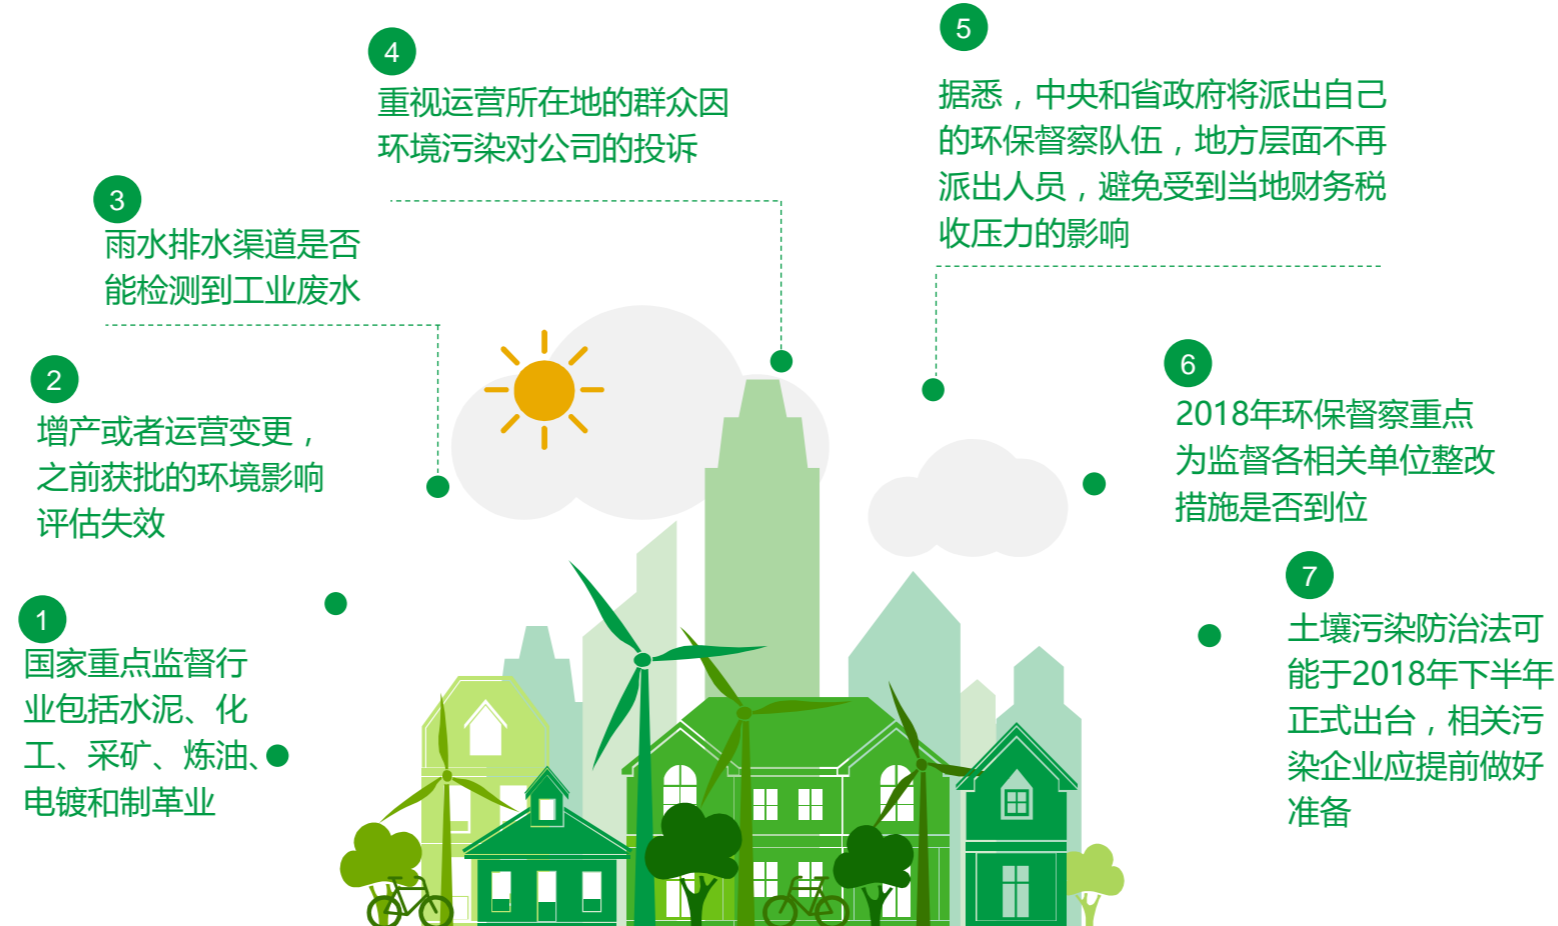 1
国家重点监督行
业包括水泥、化
工、采矿、炼油、
电镀和制革业
2
增产或者运营变更，
之前获批的环境影响
评估失效
3
雨水排水渠道是否
能检测到工业废水
4
重视运营所在地的群众因
环境污染对公司的投诉
5
据悉，中央和省政府将派出自己
的环保督察队伍，地方层面不再
派出人员，避免受到当地财务税
收压力的影响
6
2018年环保督察重点
为监督各相关单位整改
措施是否到位
7
土壤污染防治法可
能于2018年下半年
正式出台，相关污
染企业应提前做好
准备